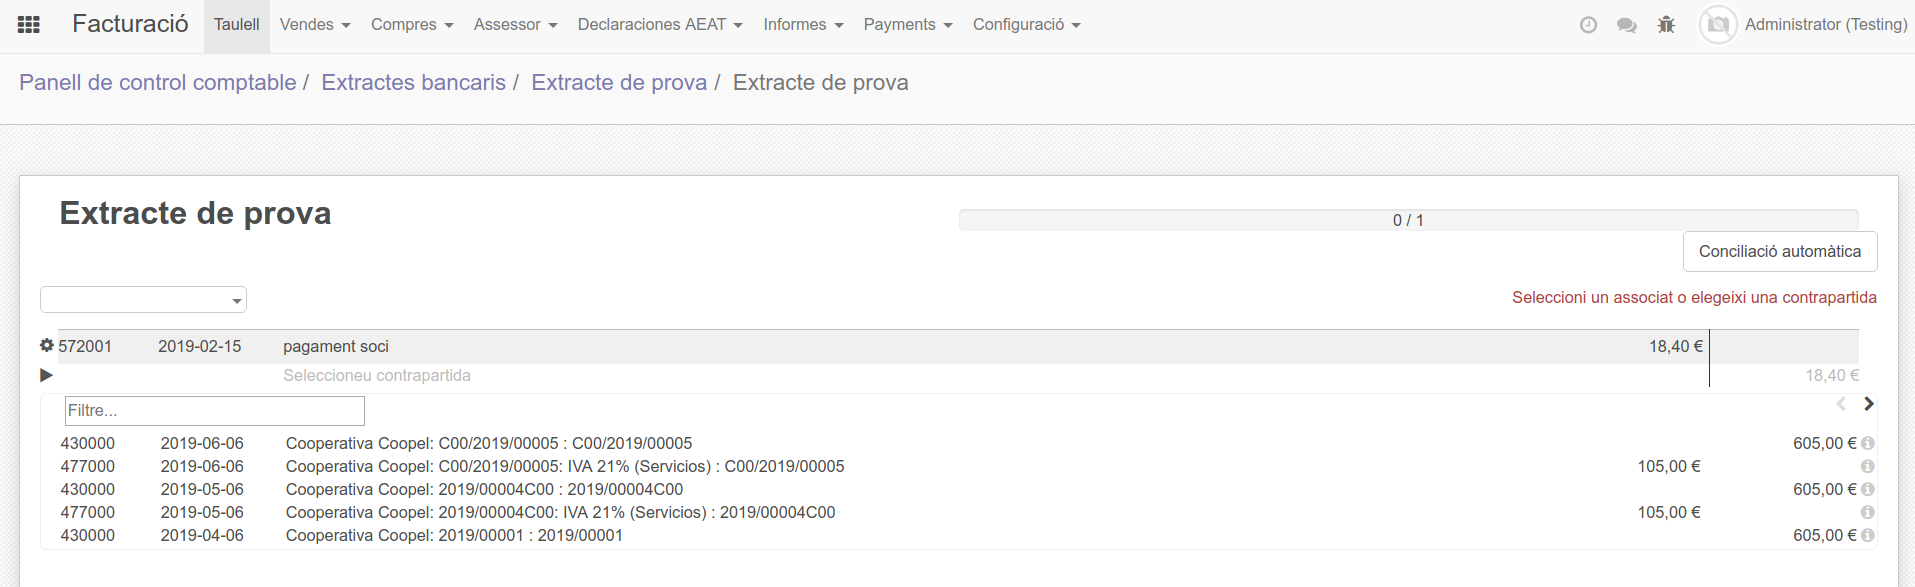 Facturació Taulell Vendes Compres Assessor Declaraciones AEAT Informes Payments Configuració Administrator (Testing)
Panell de control comptable / Extractes bancaris / Extracte de prova / Extracte de prova
Extracte de prova
0 / 1
Conciliació automàtica
Seleccioni un associat o elegeixi una contrapartida
572001 2019-02-15 pagament soci 18,40 €
Seleccioneu contrapartida 18,40 €
Filtre...
430000 2019-06-06 Cooperativa Coopel: C00/2019/00005 : C00/2019/00005 605,00 €
477000 2019-06-06 Cooperativa Coopel: C00/2019/00005: IVA 21% (Servicios) : C00/2019/00005 105,00 €
430000 2019-05-06 Cooperativa Coopel: 2019/00004C00 : 2019/00004C00 605,00 €
477000 2019-05-06 Cooperativa Coopel: 2019/00004C00: IVA 21% (Servicios) : 2019/00004C00 105,00 €
430000 2019-04-06 Cooperativa Coopel: 2019/00001 : 2019/00001 605,00 €